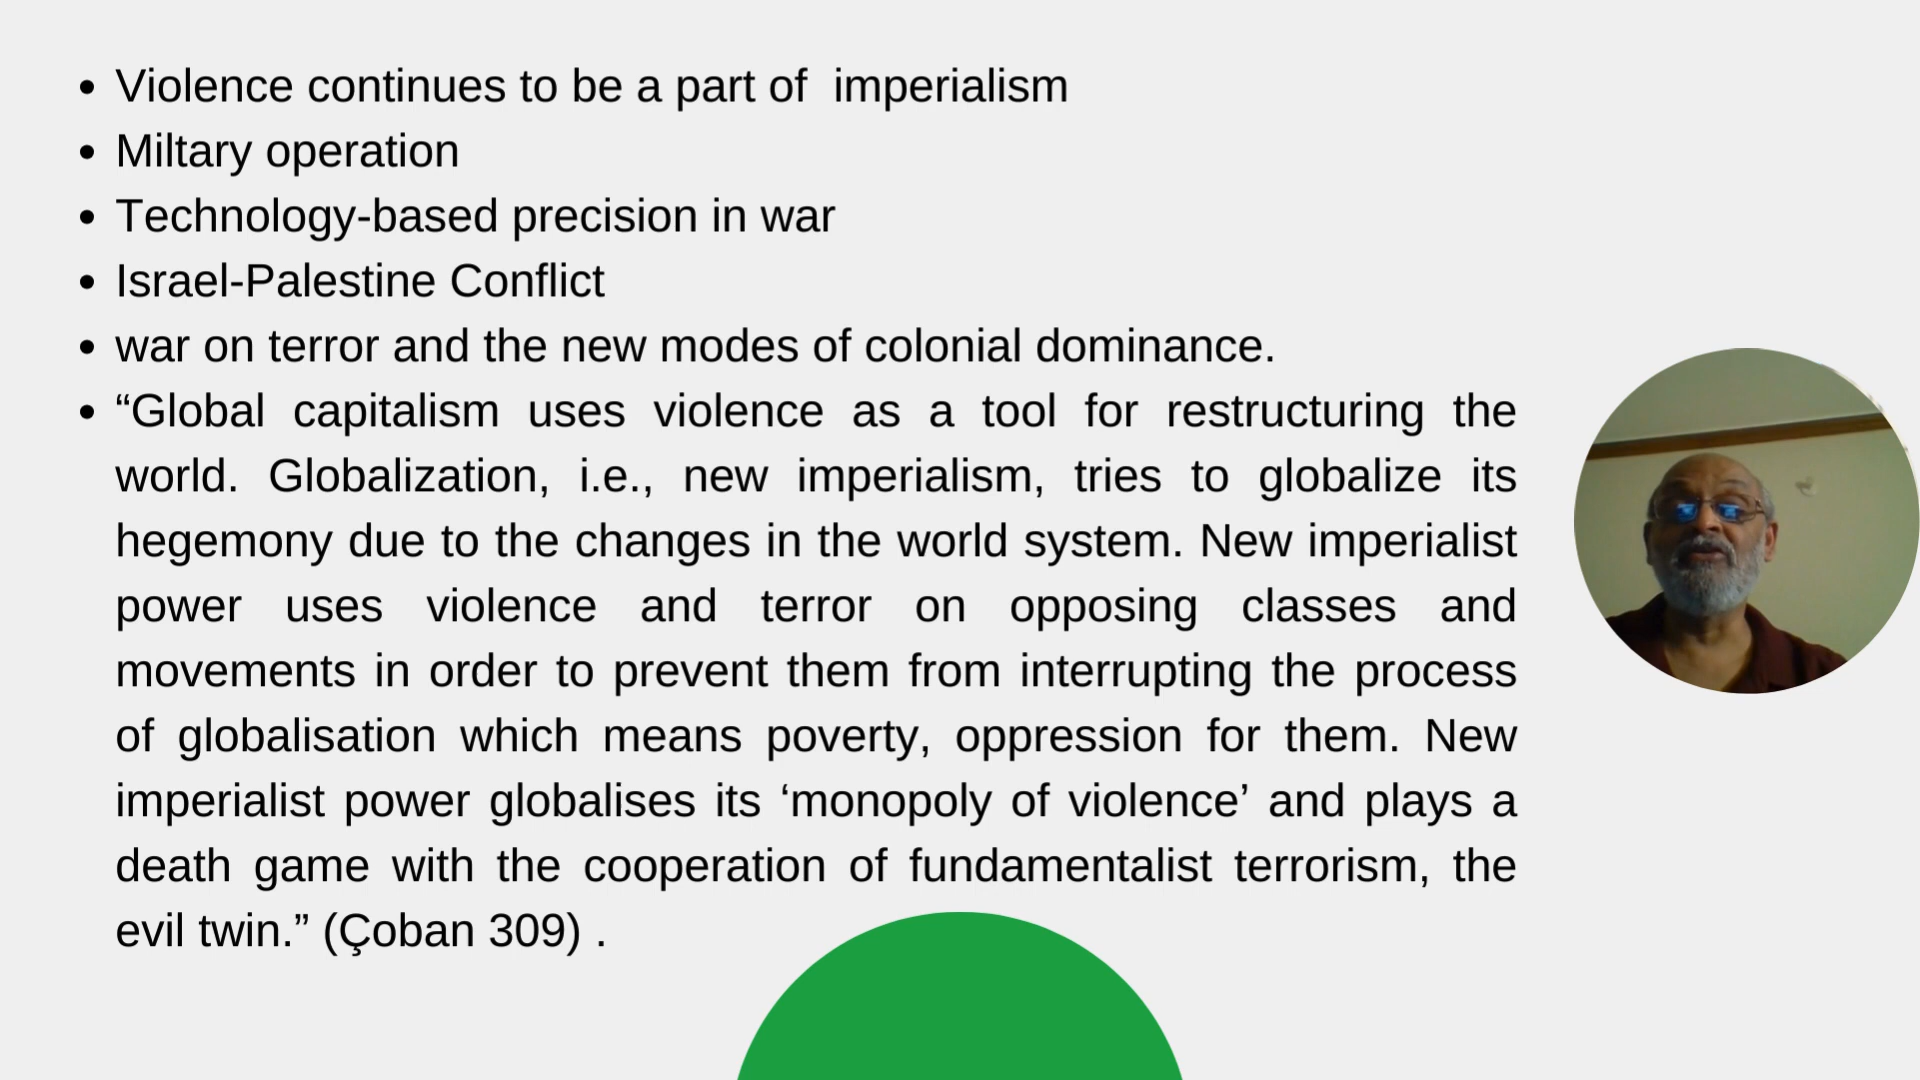 • Violence continues to be a part of  imperialism
• Miltary operation
• Technology-based precision in war
• Israel-Palestine Conflict
• war on terror and the new modes of colonial dominance.
• “Global capitalism uses violence as a tool for restructuring the
world. Globalization, i.e., new imperialism, tries to globalize its
hegemony due to the changes in the world system. New imperialist
power uses violence and terror on opposing classes and
movements in order to prevent them from interrupting the process
of globalisation which means poverty, oppression for them. New
imperialist power globalises its ‘monopoly of violence’ and plays a
death game with the cooperation of fundamentalist terrorism, the
evil twin.” (Çoban 309) .